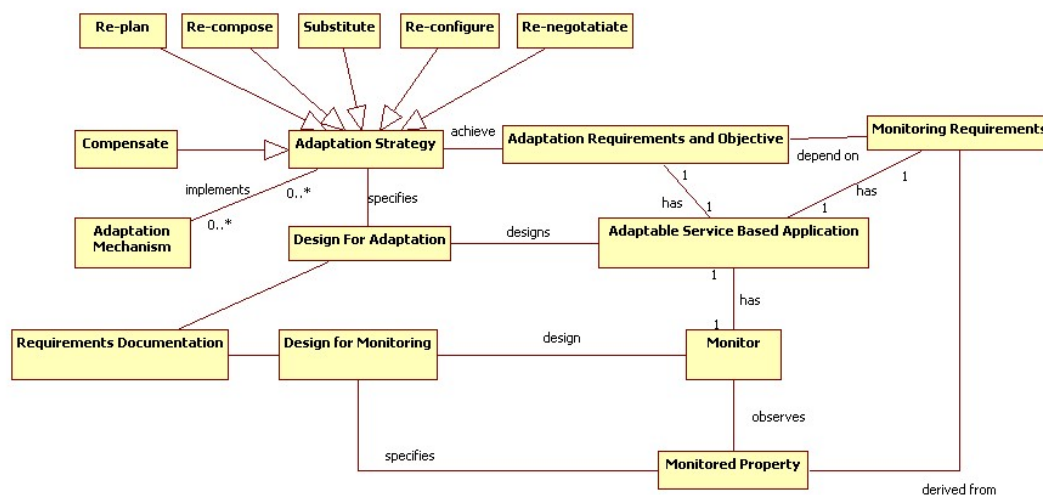 Re-plan
Re-compose
Substitute
Re-configure
Re-negotatiate
Compensate
Adaptation Strategy
achieve
Adaptation Requirements and Objective
depend on
Monitoring Requirements
implements
0..*
0..*
specifies
1
has
1
1
has
1
Adaptation
Mechanism
Design For Adaptation
designs
Adaptable Service Based Application
1
has
1
Requirements Documentation
Design for Monitoring
design
Monitor
observes
specifies
Monitored Property
derived from